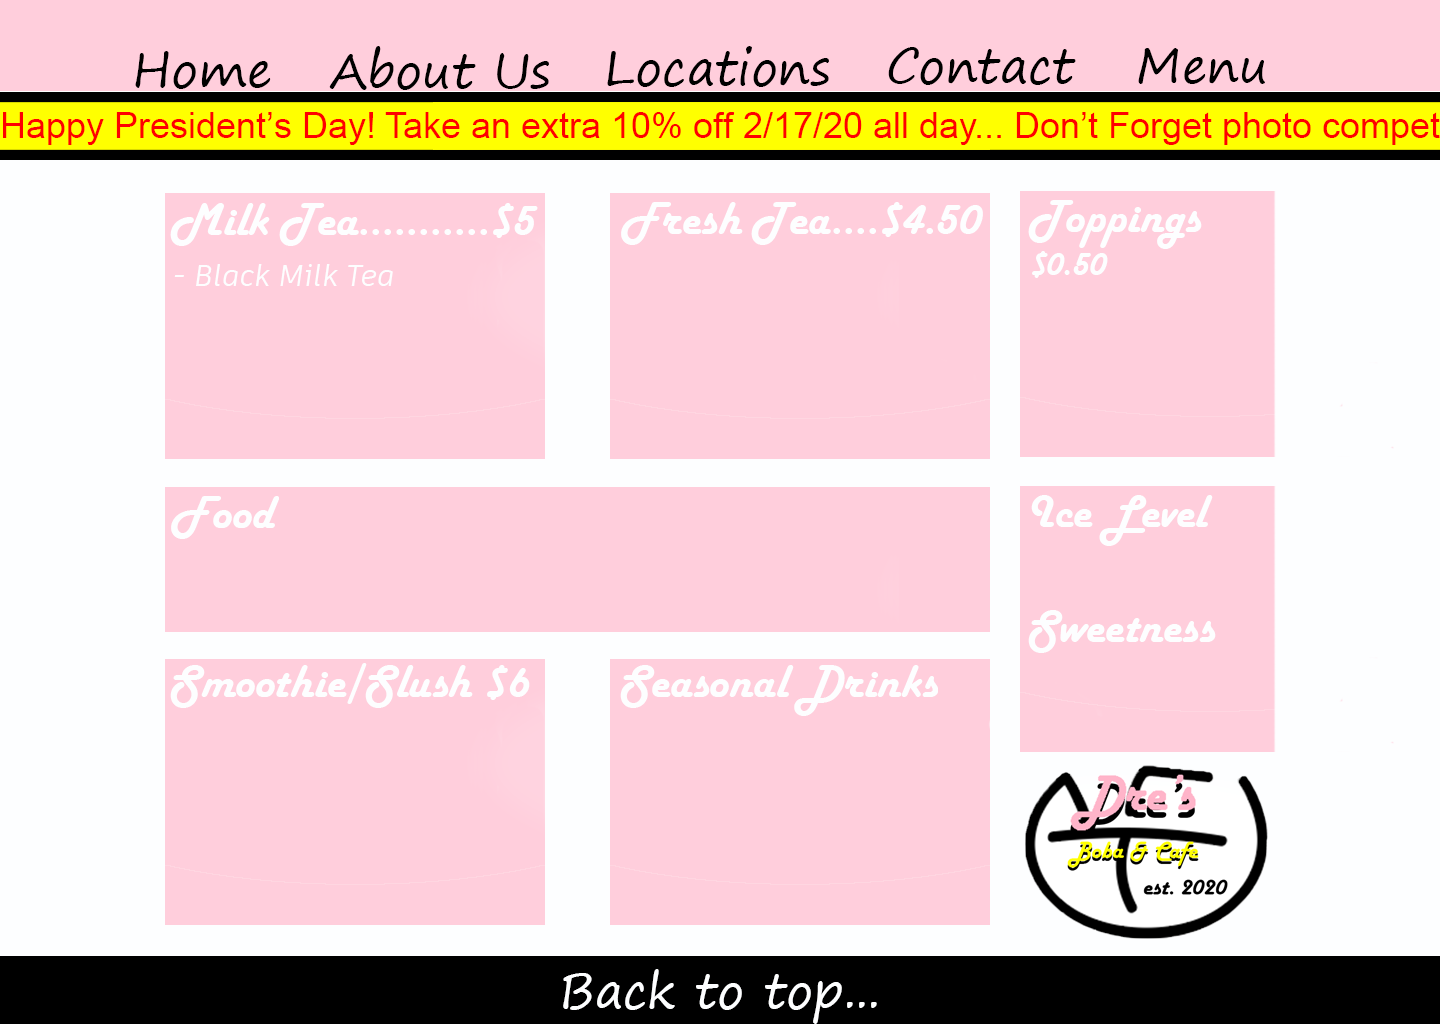 Home About Us Locations Contact Menu
Happy President’s Day! Take an extra 10% off 2/17/20 all day... Don’t Forget photo compet
Milk Tea...........$5
- Black Milk Tea
Fresh Tea....$4.50
Toppings
$0.50
Food
Ice Level
Sweetness
Smoothie/Slush $6
Seasonal Drinks
Dre’s
Boba & Cafe
est. 2020
Back to top...